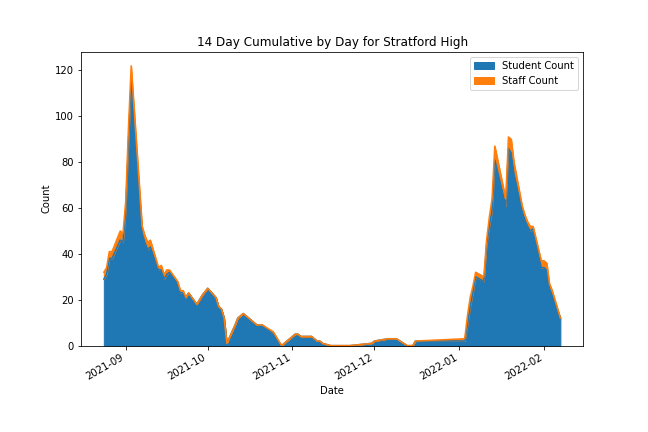 14 Day Cumulative by Day for Stratford High
Student Count
Staff Count
120
100
80
60
40
20
0
Count
2021-09
2021-10
2021-11
2021-12
2022-01
2022-02
Date